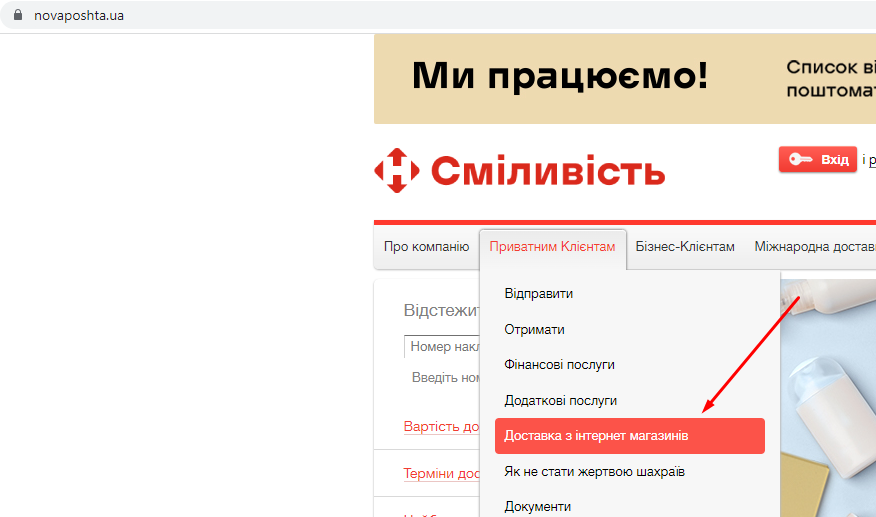 novaposhta.ua
Ми працюємо!
Список ві
поштомат
Сміливість
Вхід
і р
Про компанію
Приватним Клієнтам
Бізнес-Клієнтам
Міжнародна достав
Відстежит
Номер накл
Введіть ном
Вартість до
Терміни дос
Відправити
Отримати
Фінансові послуги
Додаткові послуги
Доставка з інтернет магазинів
Як не стати жертвою шахраїв
Документи